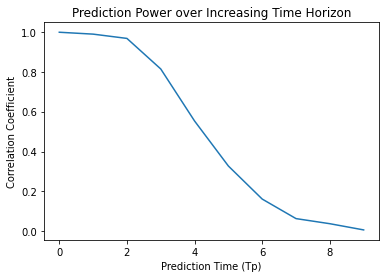 Prediction Power over Increasing Time Horizon
Correlation Coefficient
1.0
0.8
0.6
0.4
0.2
0.0
0 2 4 6 8
Prediction Time (Tp)